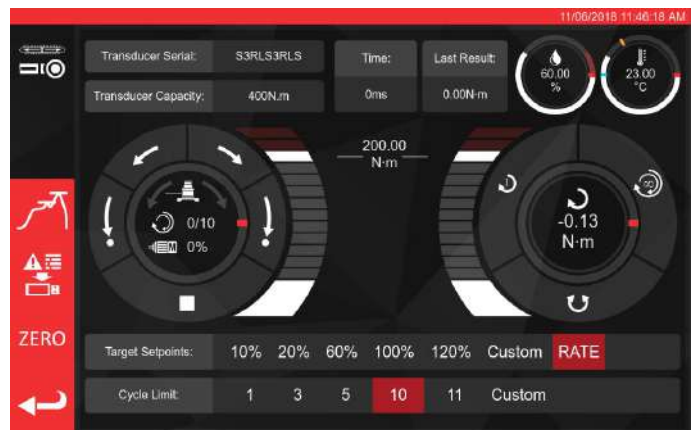 11/06/2018 11:46:18 AM
Transducer Serial: S3RLS3RLS Time: Last Result:
Transducer Capacity: 400N.m 0ms 0.00N·m
60.00
%
23.00
°C
200.00
N·m
0/10
M 0%
-0.13
N·m
ZERO
Target Setpoints: 10% 20% 60% 100% 120% Custom RATE
Cycle Limit: 1 3 5 10 11 Custom